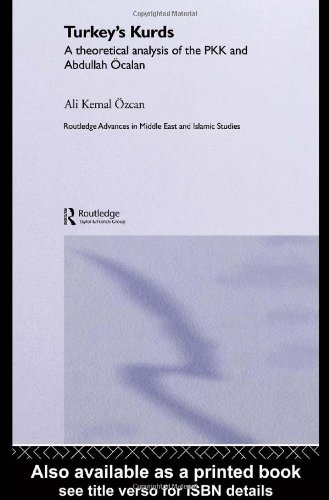 Turkey's Kurds
A theoretical analysis of the PKK and
Abdullah Öcalan
Ali Kemal Özcan
Routledge Advances in Middle East and Islamic Studies
Routledge
Taylor & Francis Group
Also available as a printed book
see title verso for ISBN details